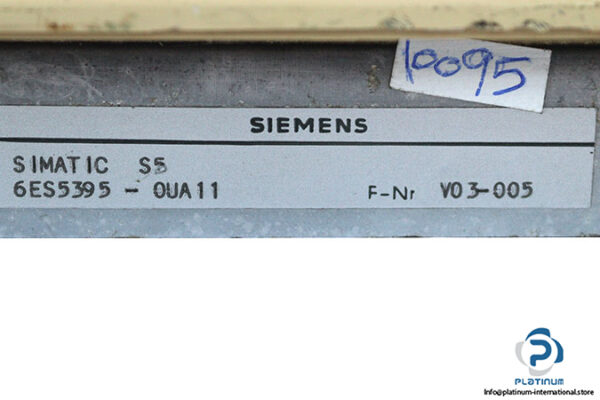 10095
SIEMENS
SIMATIC S5
6ES5395 - 0UA11 F-Nr V03-005
PLATINUM
Info@platinum-international.store